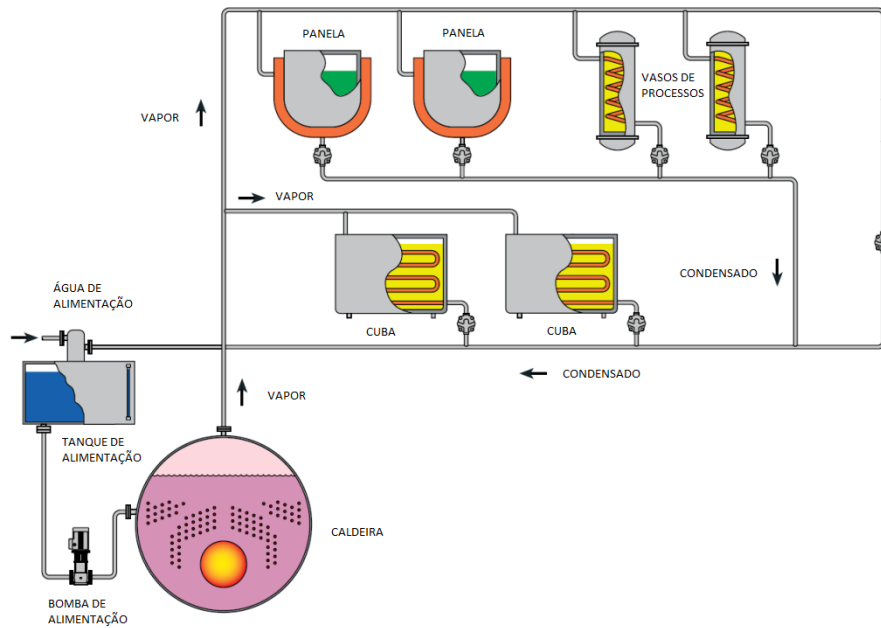 PANELA
PANELA
VASOS DE
PROCESSOS
VAPOR
VAPOR
ÁGUA DE
ALIMENTAÇÃO
CONDENSADO
CUBA
CUBA
CONDENSADO
VAPOR
TANQUE DE
ALIMENTAÇÃO
CALDEIRA
BOMBA DE
ALIMENTAÇÃO